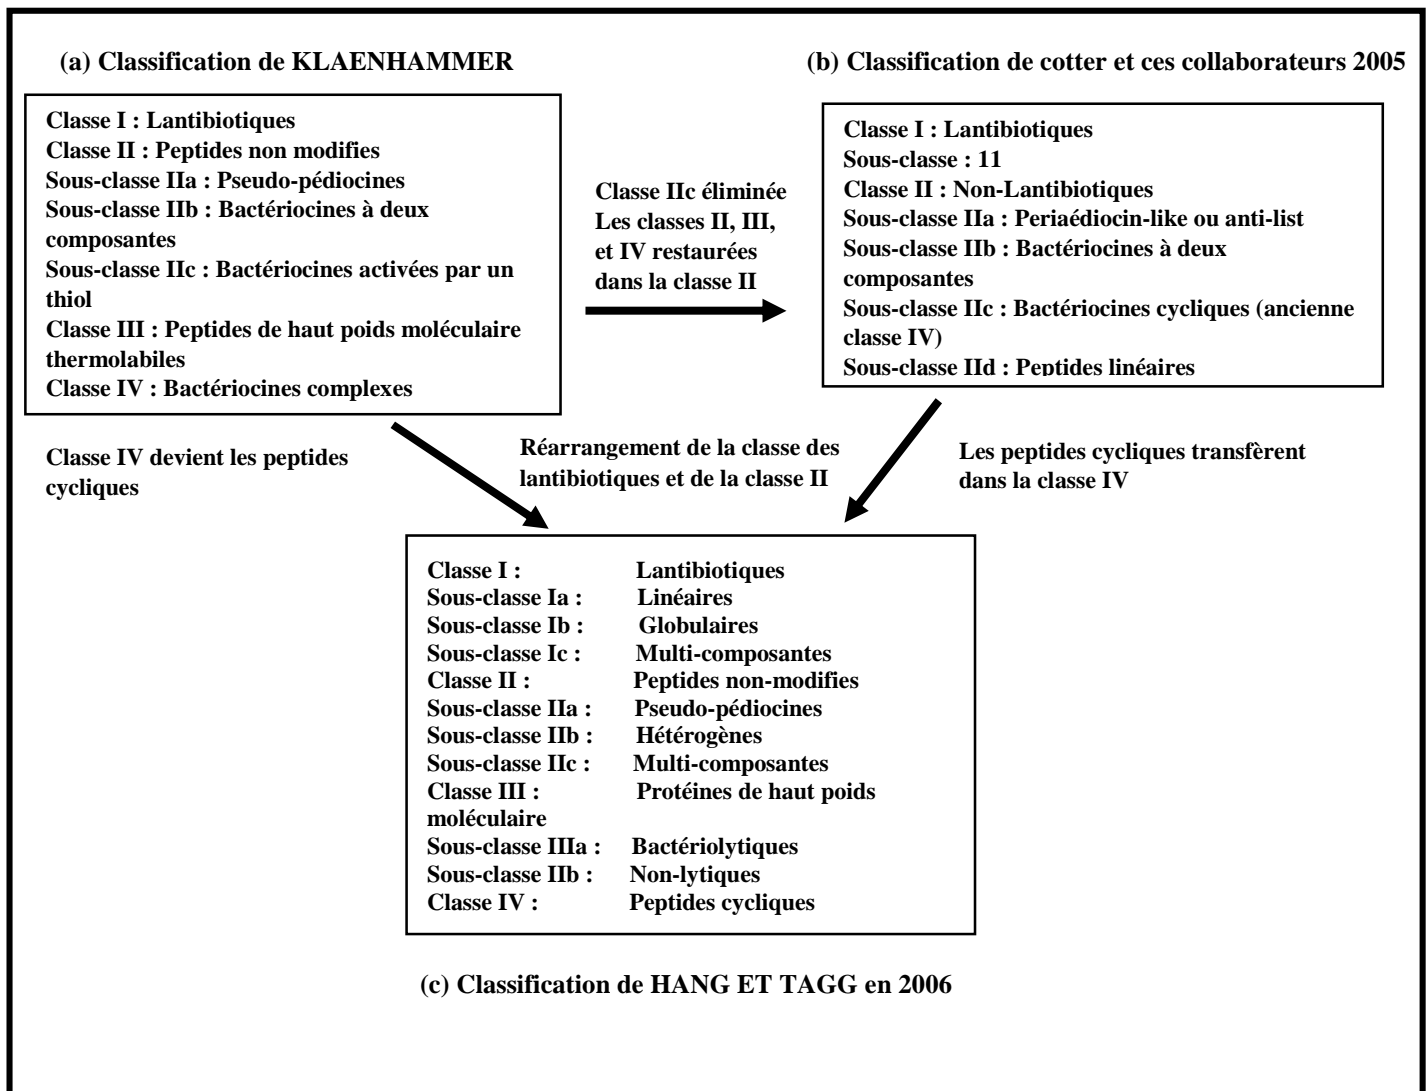 (a) Classification de KLAENHAMMER
(b) Classification de cotter et ces collaborateurs 2005
Classe I : Lantibiotiques
Classe II : Peptides non modifies
Sous-classe IIa : Pseudo-pédiocines
Sous-classe IIb : Bactériocines à deux
composantes
Sous-classe IIc : Bactériocines activées par un
thiol
Classe III : Peptides de haut poids moléculaire
thermolabiles
Classe IV : Bactériocines complexes
Classe IIc éliminée
Les classes II, III,
et IV restaurées
dans la classe II
Classe I : Lantibiotiques
Sous-classe : 11
Classe II : Non-Lantibiotiques
Sous-classe IIa : Periaédiocin-like ou anti-list
Sous-classe IIb : Bactériocines à deux
composantes
Sous-classe IIc : Bactériocines cycliques (ancienne
classe IV)
Sous-classe IId : Peptides linéaires
Classe IV devient les peptides
cycliques
Réarrangement de la classe des
lantibiotiques et de la classe II
Les peptides cycliques transfèrent
dans la classe IV
Classe I : Lantibiotiques
Sous-classe Ia : Linéaires
Sous-classe Ib : Globulaires
Sous-classe Ic : Multi-composantes
Classe II : Peptides non-modifies
Sous-classe IIa : Pseudo-pédiocines
Sous-classe IIb : Hétérogènes
Sous-classe IIc : Multi-composantes
Classe III : Protéines de haut poids
moléculaire
Sous-classe IIIa : Bactériolytiques
Sous-classe IIb : Non-lytiques
Classe IV : Peptides cycliques
(c) Classification de HANG ET TAGG en 2006